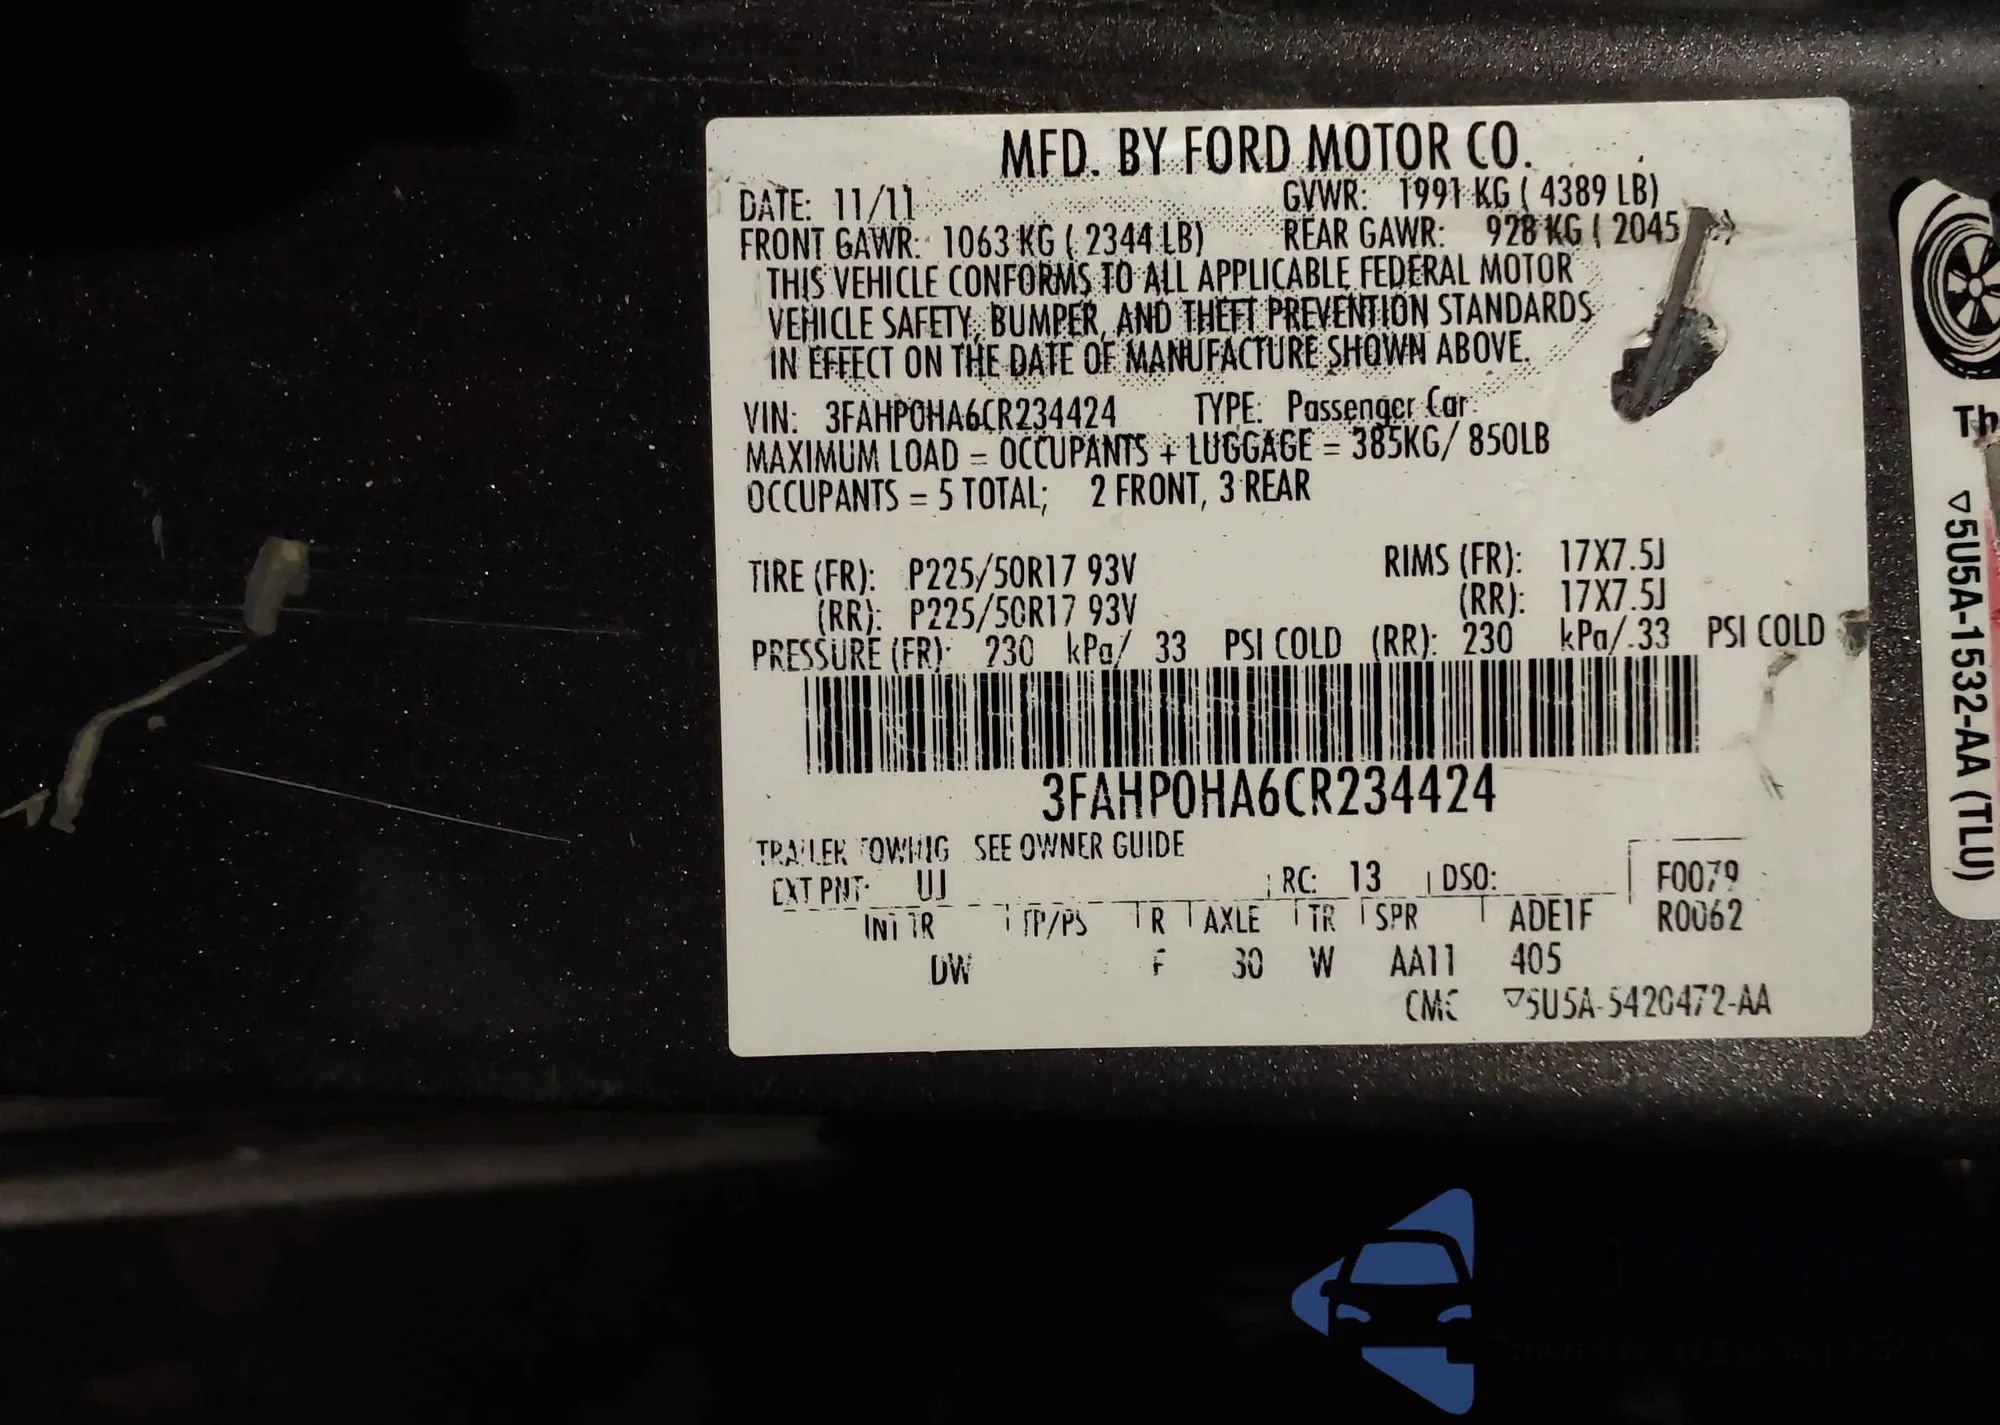 MFD. BY FORD MOTOR CO.
DATE: 11/11 GVWR: 1991 KG ( 4389 LB)
FRONT GAWR: 1063 KG ( 2344 LB) REAR GAWR: 928 KG ( 2045
THIS VEHICLE CONFORMS TO ALL APPLICABLE FEDERAL MOTOR
VEHICLE SAFETY, BUMPER, AND THEFT PREVENTION STANDARDS
IN EFFECT ON THE DATE OF MANUFACTURE SHOWN ABOVE.
VIN: 3FAHP0HA6CR234424 TYPE: Passenger Car
MAXIMUM LOAD = OCCUPANTS + LUGGAGE = 385KG/ 850LB
OCCUPANTS = 5 TOTAL; 2 FRONT, 3 REAR
TIRE (FR): P225/50R17 93V RIMS (FR): 17X7.5J
(RR): P225/50R17 93V (RR): 17X7.5J
PRESSURE (FR): 230 kPa/ 33 PSI COLD (RR): 230 kPa/ 33 PSI COLD
3FAHP0HA6CR234424
TRAILER TOWING SEE OWNER GUIDE
EXT PNT: UJ RC: 13 DSO: F0079
INT TR TP/PS R AXLE TR SPR ADE1F R0062
DW F 30 W AA11 405
CMC ▽5U5A-5420472-AA
Th
▽5U5A-1532-AA (TLU)